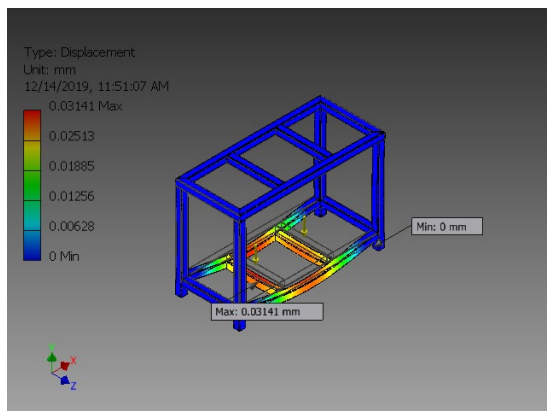 Type: Displacement
Unit: mm
12/14/2019, 11:51:07 AM
0.03141 Max
0.02513
0.01885
0.01256
0.00628
0 Min
Min: 0 mm
Max: 0.03141 mm
Y
X
Z